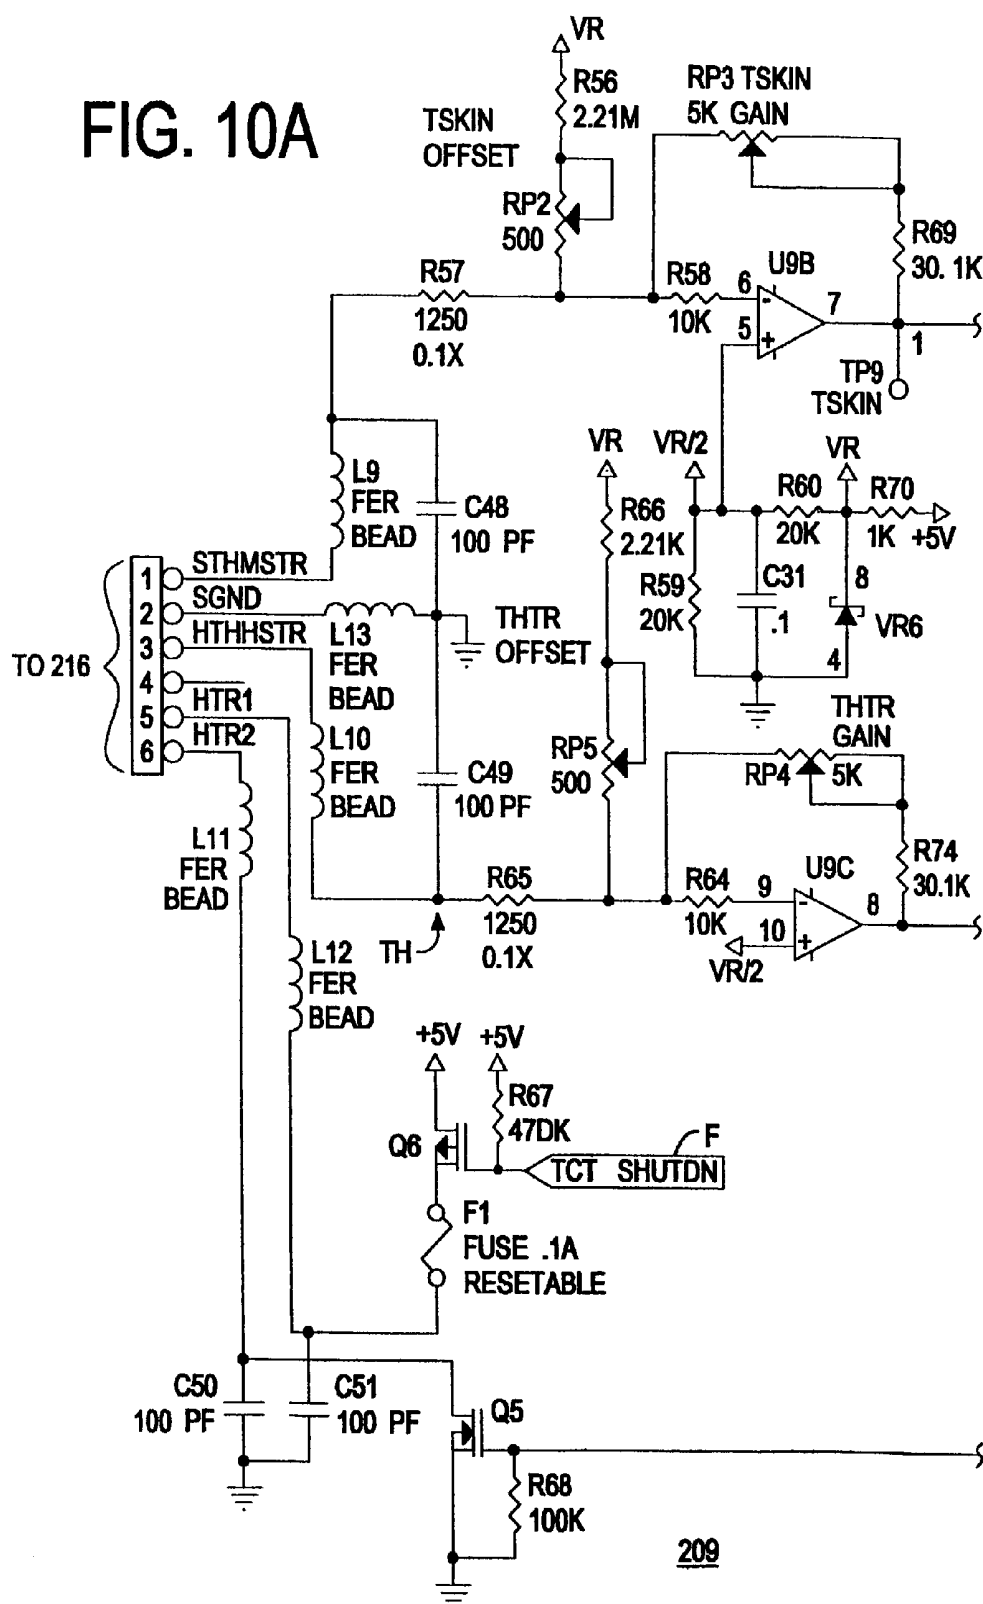 FIG. 10A
VR
R56
2.21M
TSKIN
OFFSET
RP2
500
RP3 TSKIN
5K GAIN
R69
30. 1K
R57
1250
0.1X
R58
10K
6
5
-
+
U9B
7
1
TP9
TSKIN
L9
FER
BEAD
C48
100 PF
VR
R66
2.21K
VR/2
VR
R60
20K
R70
1K
+5V
R59
20K
C31
.1
8
VR6
4
TO 216
1
2
3
4
5
6
STHMSTR
SGND
HTHHSTR
HTR1
HTR2
L13
FER
BEAD
THTR
OFFSET
L10
FER
BEAD
C49
100 PF
RP5
500
THTR
GAIN
RP4
5K
L11
FER
BEAD
R74
30.1K
TH
R65
1250
0.1X
R64
10K
9
10
-
+
U9C
8
VR/2
L12
FER
BEAD
+5V
+5V
R67
47DK
Q6
F
TCT SHUTDN
F1
FUSE .1A
RESETABLE
C50
100 PF
C51
100 PF
Q5
R68
100K
209